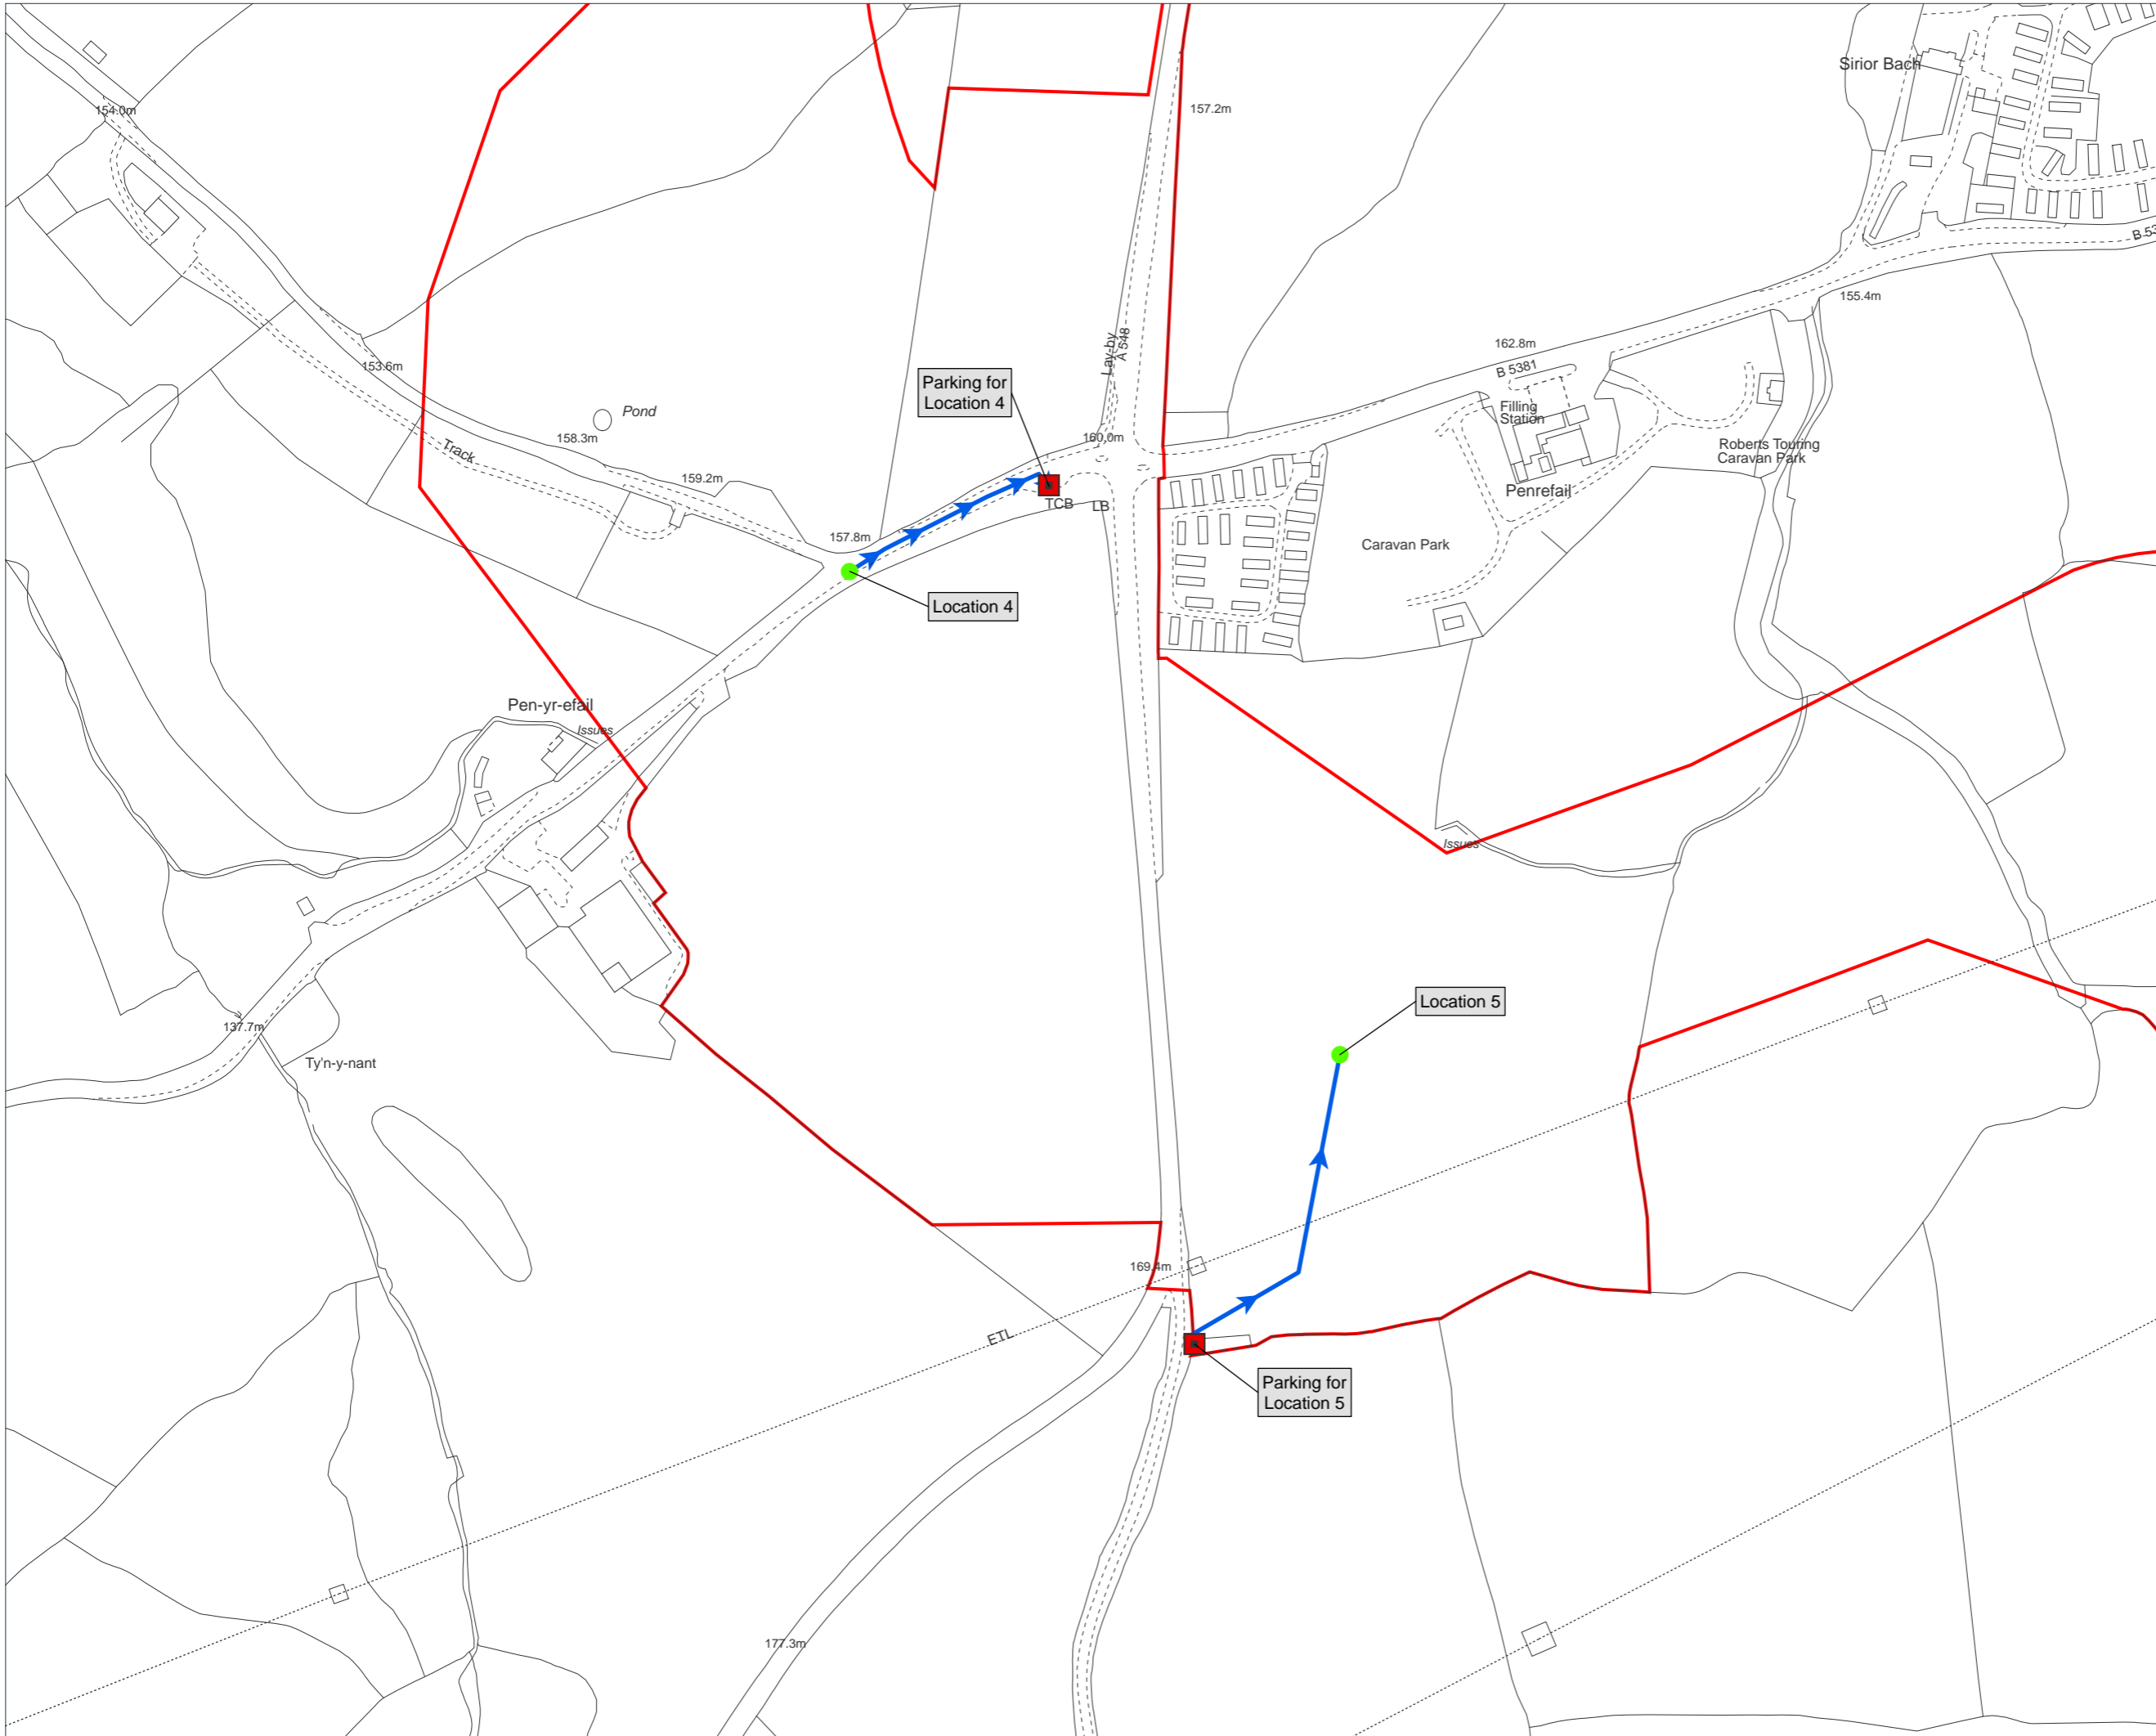 Sirior Bach
154.0m
157.2m
B 53
155.4m
Lay-by
A 548
162.8m
153.6m
B 5381
Parking for
Location 4
Pond
Filling
Station
158.3m
160.0m
Track
Roberts Touring
Caravan Park
159.2m
Penrefail
TCB
LB
157.8m
Caravan Park
Location 4
Pen-yr-efail
Issues
Issues
Location 5
137.7m
Ty'n-y-nant
169.4m
ETL
Parking for
Location 5
177.3m